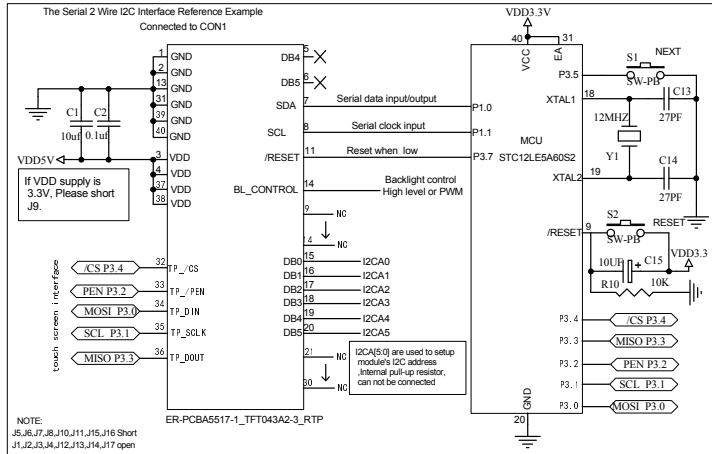 The Serial 2 Wire I2C Interface Reference Example
Connected to CON1
VDD3.3V
40
31
VCC
EA
1
GND
2
GND
13
GND
31
GND
39
GND
40
GND
3
VDD
4
VDD
37
VDD
38
VDD
C1
C2
10uf
0.1uf
VDD5V
If VDD supply is
3.3V, Please short
J9.
5
DB4
6
DB5
SDA
7
Serial data input/output
P1.0
SCL
8
Serial clock input
P1.1
/RESET
11
Reset when low
P3.7
BL_CONTROL
14
Backlight control
High level or PWM
9
NC
14
NC
DB0
15
I2CA0
DB1
16
I2CA1
DB2
17
I2CA2
DB3
18
I2CA3
DB4
19
I2CA4
DB5
20
I2CA5
21
NC
30
NC
I2CA[5:0] are used to setup
module's I2C address
,Internal pull-up resistor,
can not be connected
touch screen interface
/CS P3.4
32
TP_/CS
PEN P3.2
33
TP_/PEN
MOSI P3.0
34
TP_DIN
SCL P3.1
35
TP_SCLK
MISO P3.3
36
TP_DOUT
ER-PCBA5517-1_TFT043A2-3_RTP
NOTE:
J5,J6,J7,J8,J10,J11,J15,J16 Short
J1,J2,J3,J4,J12,J13,J14,J17 open
MCU
STC12LE5A60S2
P3.5
S1
NEXT
SW-PB
XTAL1
18
C13
27PF
12MHZ
Y1
XTAL2
19
C14
27PF
/RESET
9
S2
RESET
SW-PB
10UF
+
C15
VDD3.3
R10
10K
P3.4
/CS P3.4
P3.3
MISO P3.3
P3.2
PEN P3.2
P3.1
SCL P3.1
P3.0
MOSI P3.0
GND
20